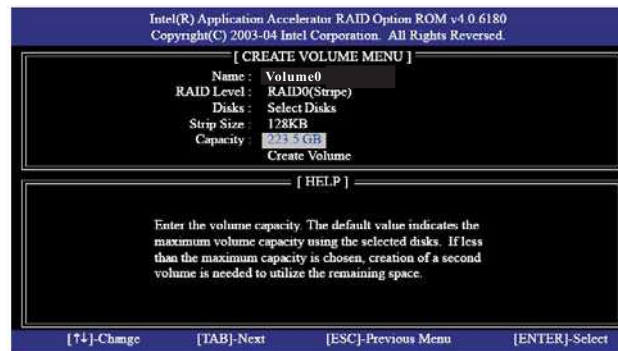 Intel(R) Application Accelerator RAID Option ROM v4 0.6180
Copyright(C) 2003-04 Intel Corporation. All Rights Reversed.
[ CREATE VOLUME MENU ]
Name : Volume0
RAID Level : RAID0(Stripe)
Disks : Select Disks
Strip Size : 128KB
Capacity : 223.5 GB
Create Volume
[ HELP ]
Enter the volume capacity. The default value indicates the
maximum volume capacity using the selected disks. If less
than the maximum capacity is chosen, creation of a second
volume is needed to utilize the remaining space.
[↑↓]-Change [TAB]-Next [ESC]-Previous Menu [ENTER]-Select